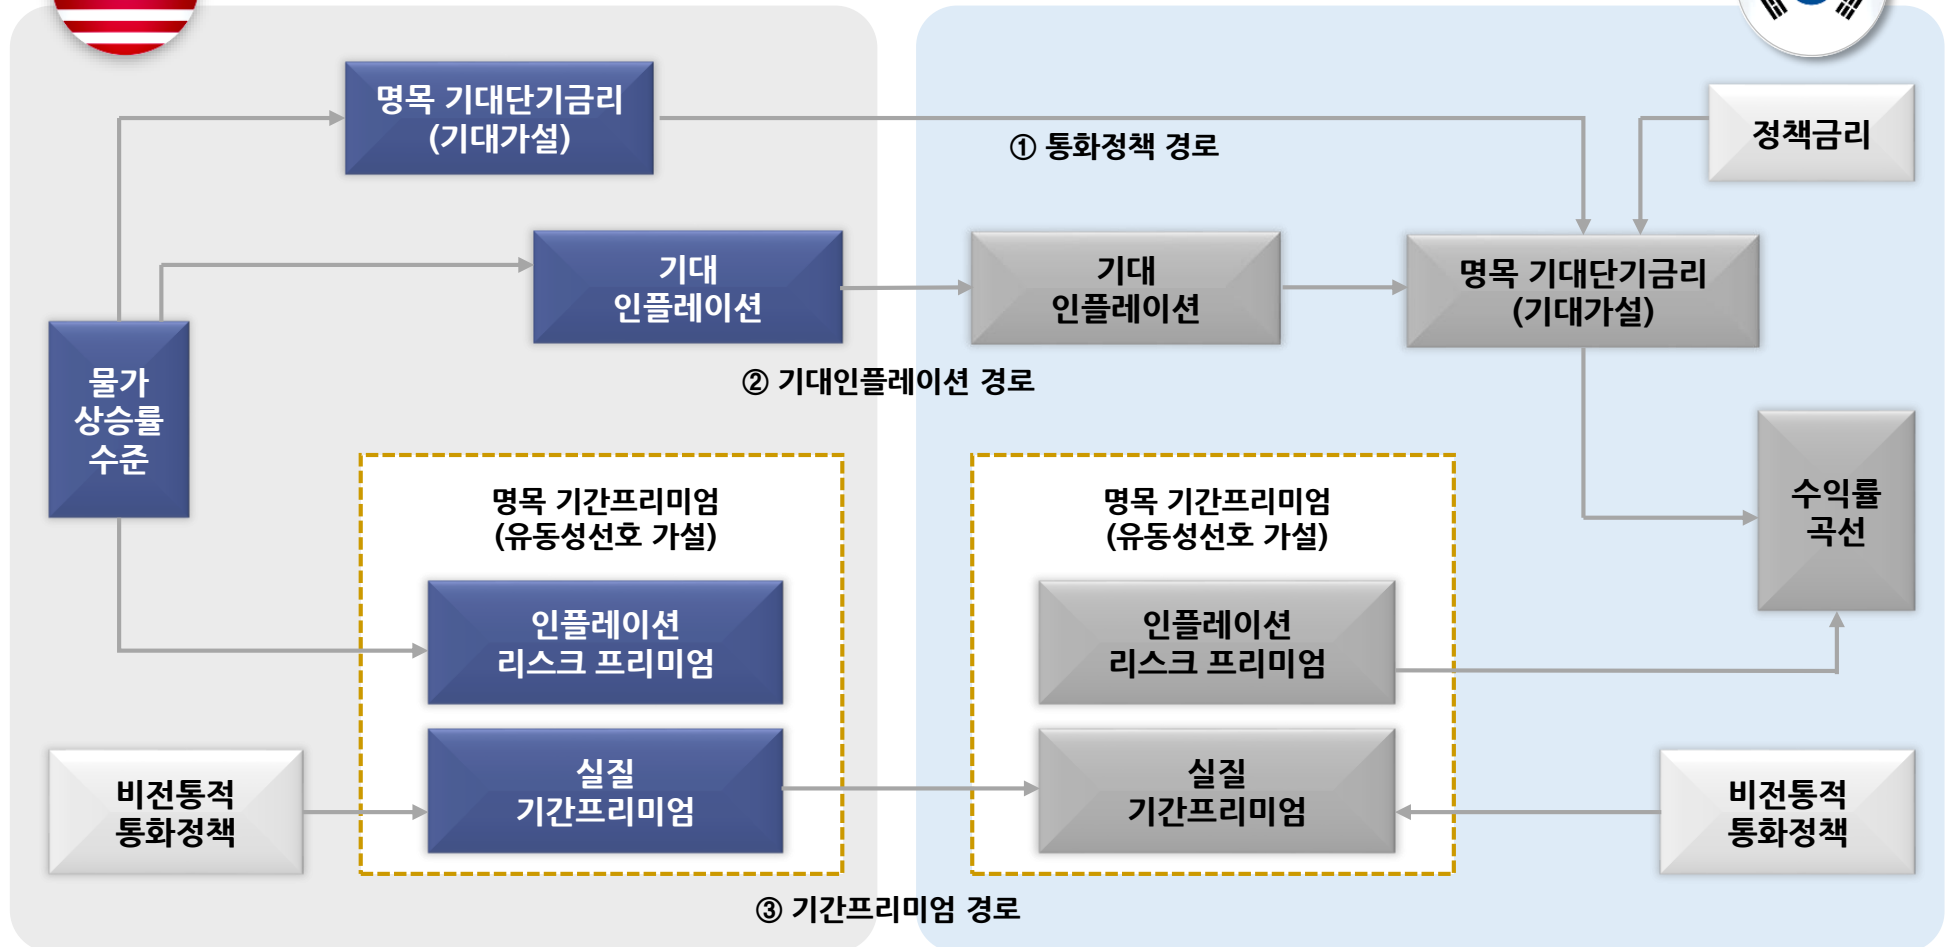 명목 기대단기금리
(기대가설)
① 통화정책 경로
정책금리
기대
인플레이션
기대
인플레이션
명목 기대단기금리
(기대가설)
② 기대인플레이션 경로
물가
상승률
수준
명목 기간프리미엄
(유동성선호 가설)
인플레이션
리스크 프리미엄
실질
기간프리미엄
명목 기간프리미엄
(유동성선호 가설)
인플레이션
리스크 프리미엄
실질
기간프리미엄
수익률
곡선
비전통적
통화정책
비전통적
통화정책
③ 기간프리미엄 경로